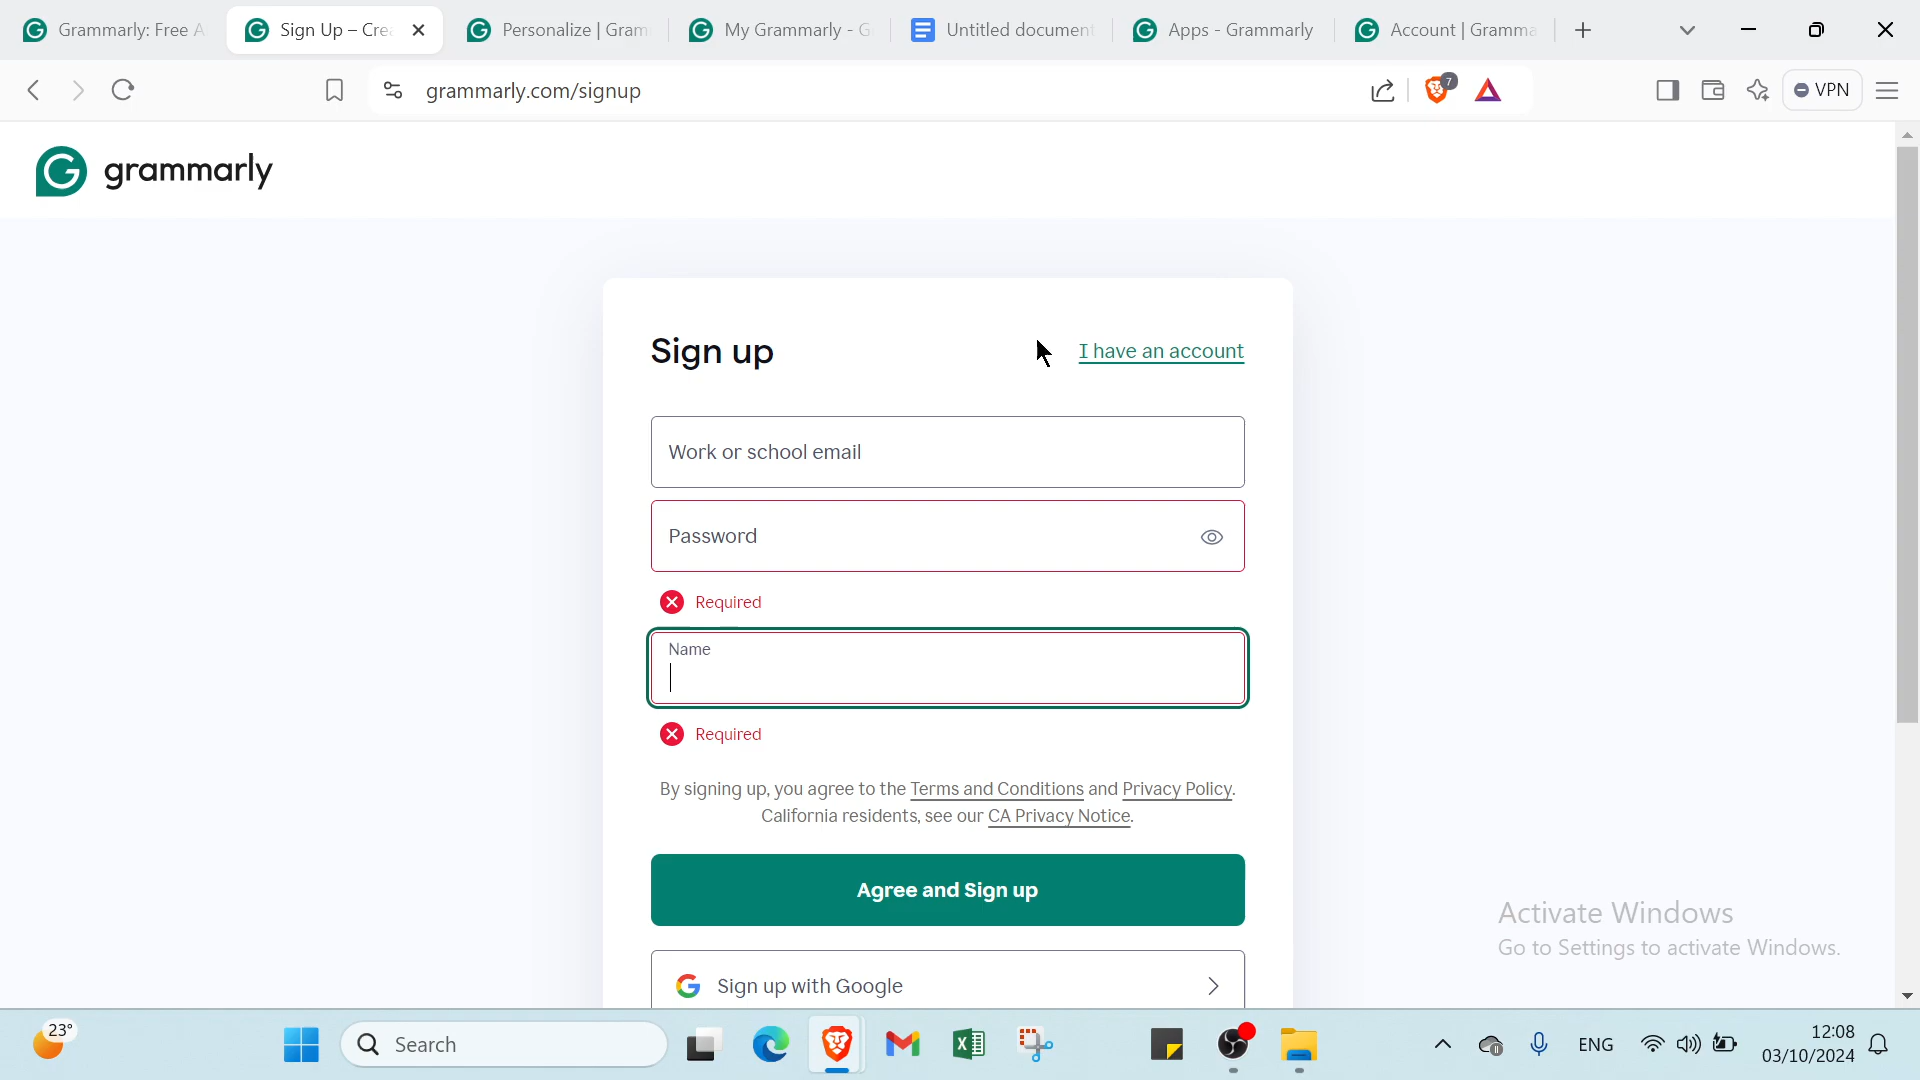 Grammarly: Free A
Sign Up – Crea
Personalize | Gram
My Grammarly - G
Untitled document
Apps - Grammarly
Account | Gramma
grammarly.com/signup
7
VPN
grammarly
Sign up
I have an account
Work or school email
Password
Required
Name
Required
By signing up, you agree to the Terms and Conditions and Privacy Policy.
California residents, see our CA Privacy Notice.
Agree and Sign up
Sign up with Google
Activate Windows
Go to Settings to activate Windows.
23°
Search
ENG
12:08
03/10/2024